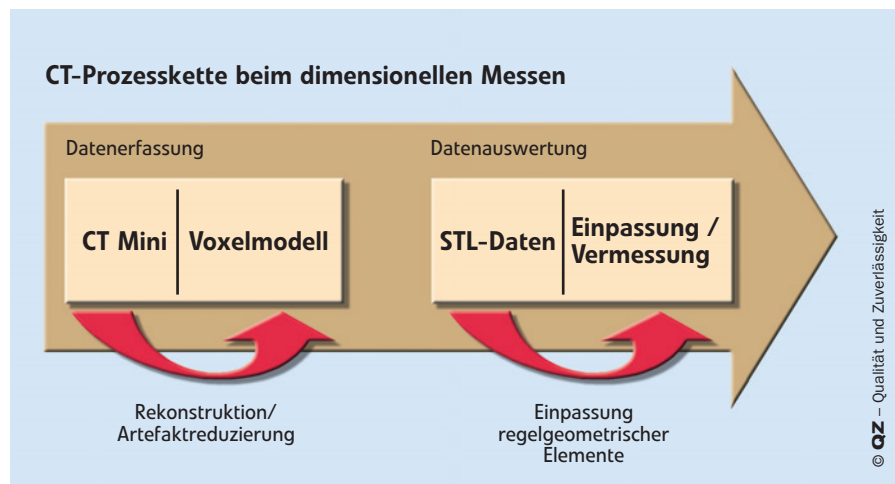 CT-Prozesskette beim dimensionellen Messen
Datenerfassung
CT Mini
Voxelmodell
Rekonstruktion/
Artefaktreduzierung
Datenauswertung
STL-Daten
Einpassung /
Vermessung
Einpassung
regelgeometrischer
Elemente
© QZ – Qualität und Zuverlässigkeit